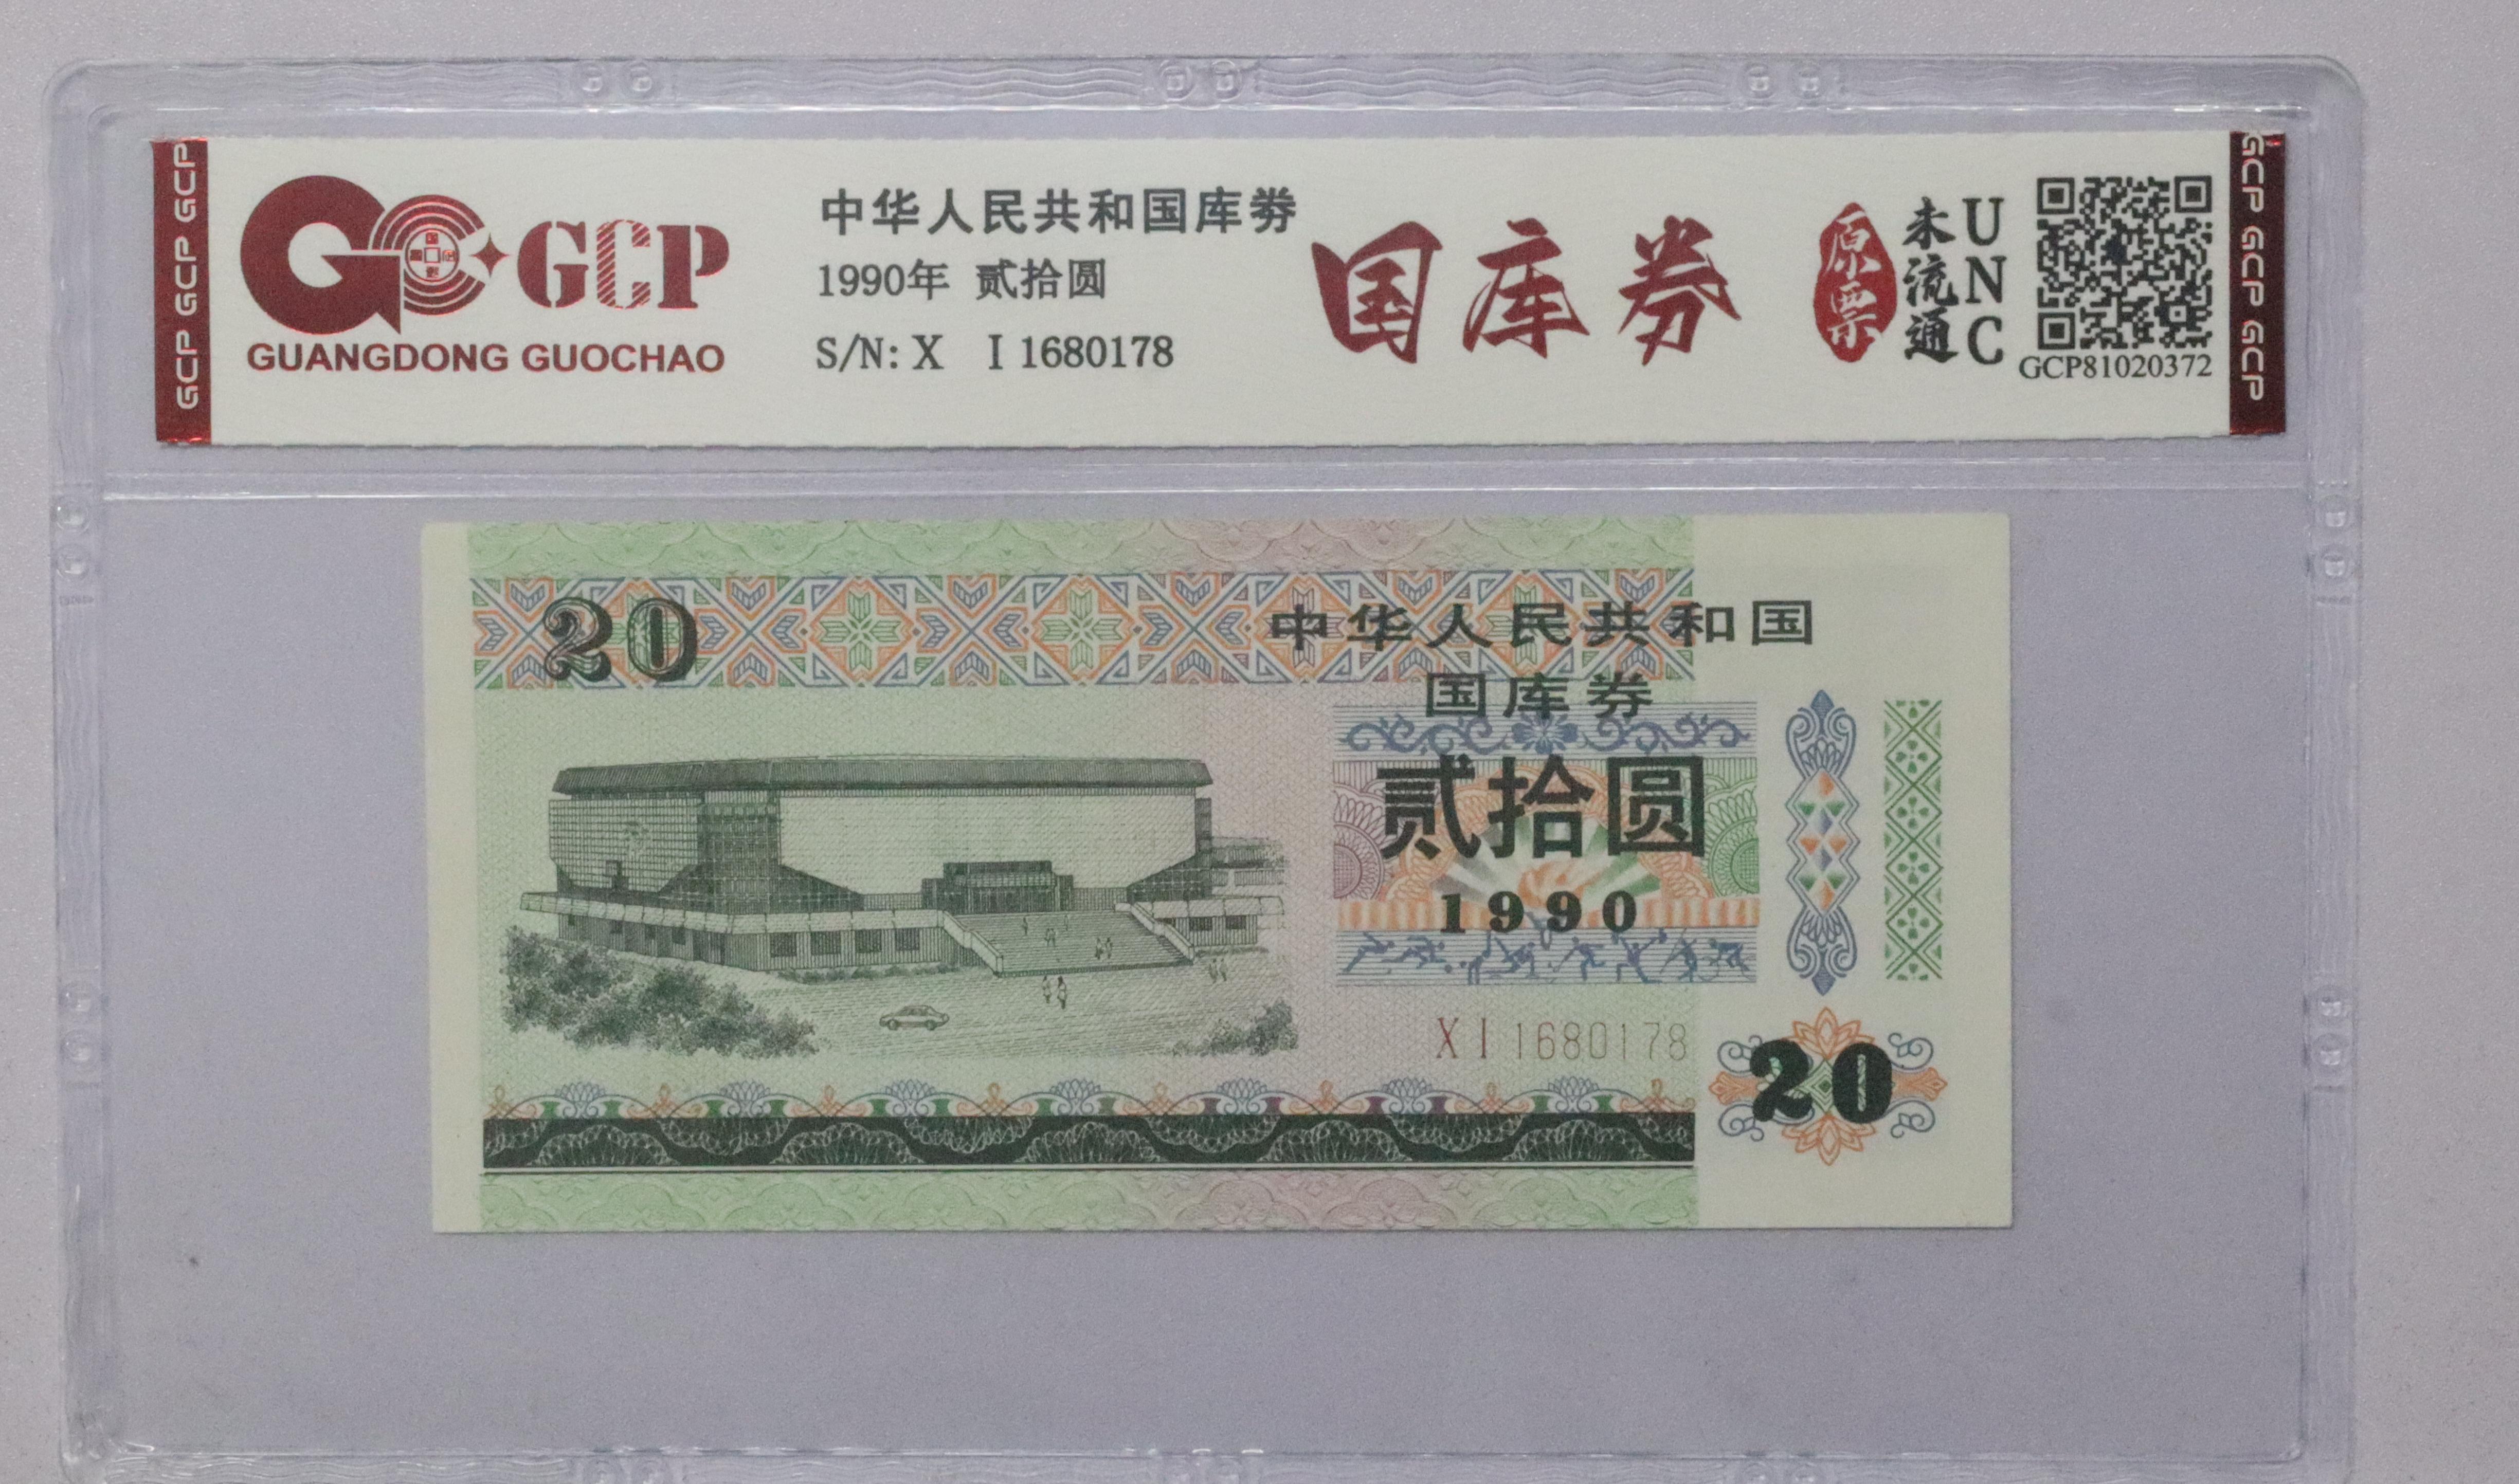 GCP GCP GCP
GCP
GUANGDONG GUOCHAO
中华人民共和国库劵
1990年 贰拾圆
S/N: X I 1680178
国库券
原票
未流通
UNC
GCP81020372
GCP GCP GCP
20
中华人民共和国
国库券
贰拾圆
1990
X I 1680178
20